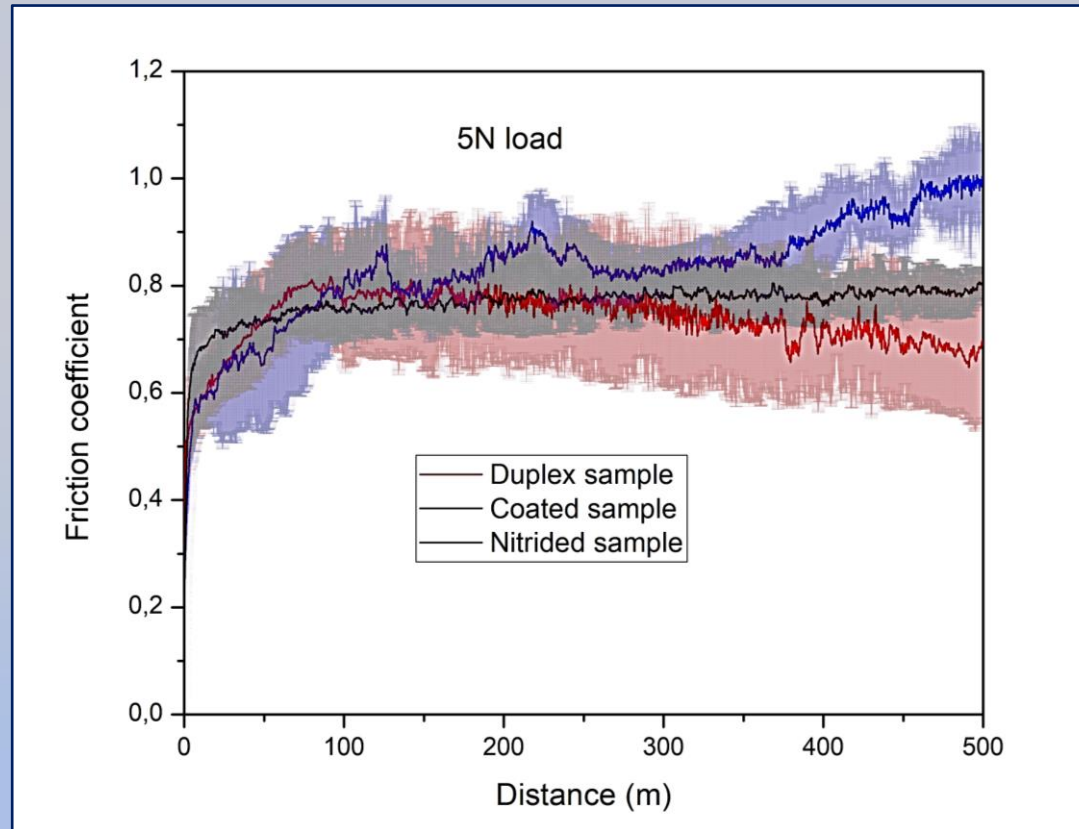 1,2
5N load
1,0
0,8
0,6
Duplex sample
Coated sample
Nitrided sample
0,4
0,2
0,0
0 100 200 300 400 500
Friction coefficient
Distance (m)